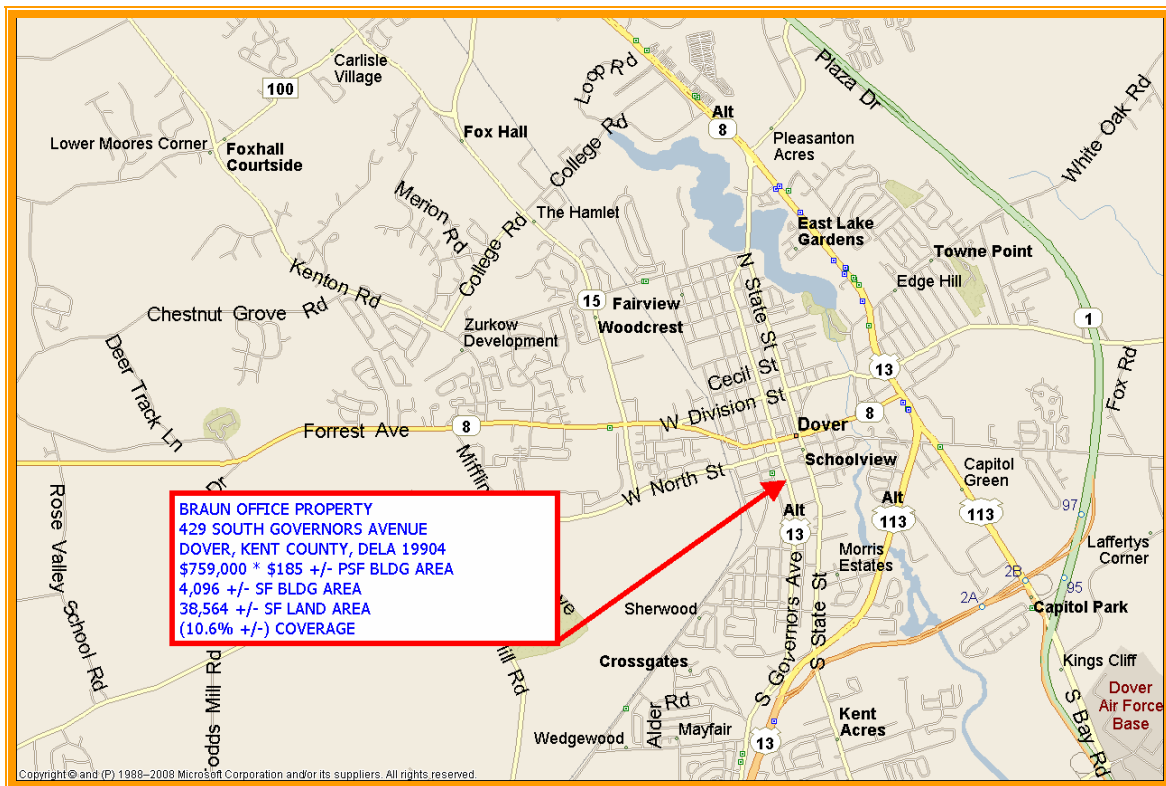 Carlisle
Village
100
Loop Rd
Plaza Dr
Alt
8
White Oak Rd
Lower Moores Corner
Foxhall
Courtside
Fox Hall
College Rd
Pleasanton
Acres
Merion Rd
The Hamlet
College Rd
East Lake
Gardens
Towne Point
Edge Hill
Kenton Rd
N State St
15
Fairview
Woodcrest
Chestnut Grove Rd
Zurkow
Development
1
Deer Track Ln
Cecil St
13
Fox Rd
W Division St
8
Forrest Ave
8
Dover
Schoolview
Capitol
Green
W North St
Rose Valley School Rd
Dr
Mifflin
BRAUN OFFICE PROPERTY
429 SOUTH GOVERNORS AVENUE
DOVER, KENT COUNTY, DELA 19904
$759,000 * $185 +/- PSF BLDG AREA
4,096 +/- SF BLDG AREA
38,564 +/- SF LAND AREA
(10.6% +/-) COVERAGE
Alt
13
Alt
113
113
97
Laffertys
Corner
Morris
Estates
2B
95
2A
Capitol Park
Sherwood
S Governors Ave
S State St
Crossgates
Kings Cliff
Hill Rd
Dover
Air Force
Base
S Bay Rd
Alder Rd
Mayfair
Kent
Acres
Wedgewood
13
odds Mill Rd
Copyright © and (P) 1988–2008 Microsoft Corporation and/or its suppliers. All rights reserved.